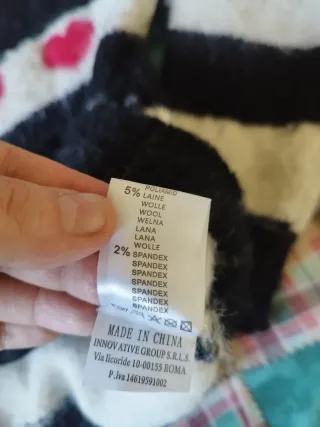 POLIAMID
5% LAINE
WOLLE
WOOL
WELNA
LANA
LANA
WOLLE
2% SPANDEX
SPANDEX
SPANDEX
SPANDEX
SPANDEX
SPANDEX
SPANDEX
MADE IN CHINA
INNOVATIVE GROUP S.R.L.S.
Via licoride 10-00155 ROMA
P.iva 14619591002